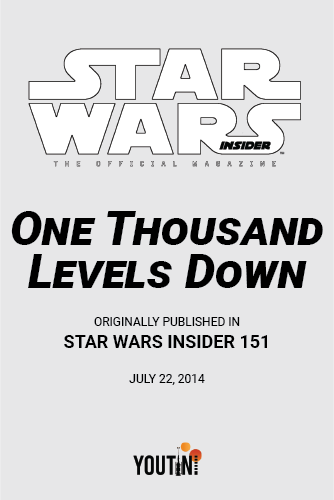 STAR
WARS
INSIDER
THE OFFICIAL MAGAZINE
ONE THOUSAND
LEVELS DOWN
ORIGINALLY PUBLISHED IN
STAR WARS INSIDER 151
JULY 22, 2014
YOUTINI